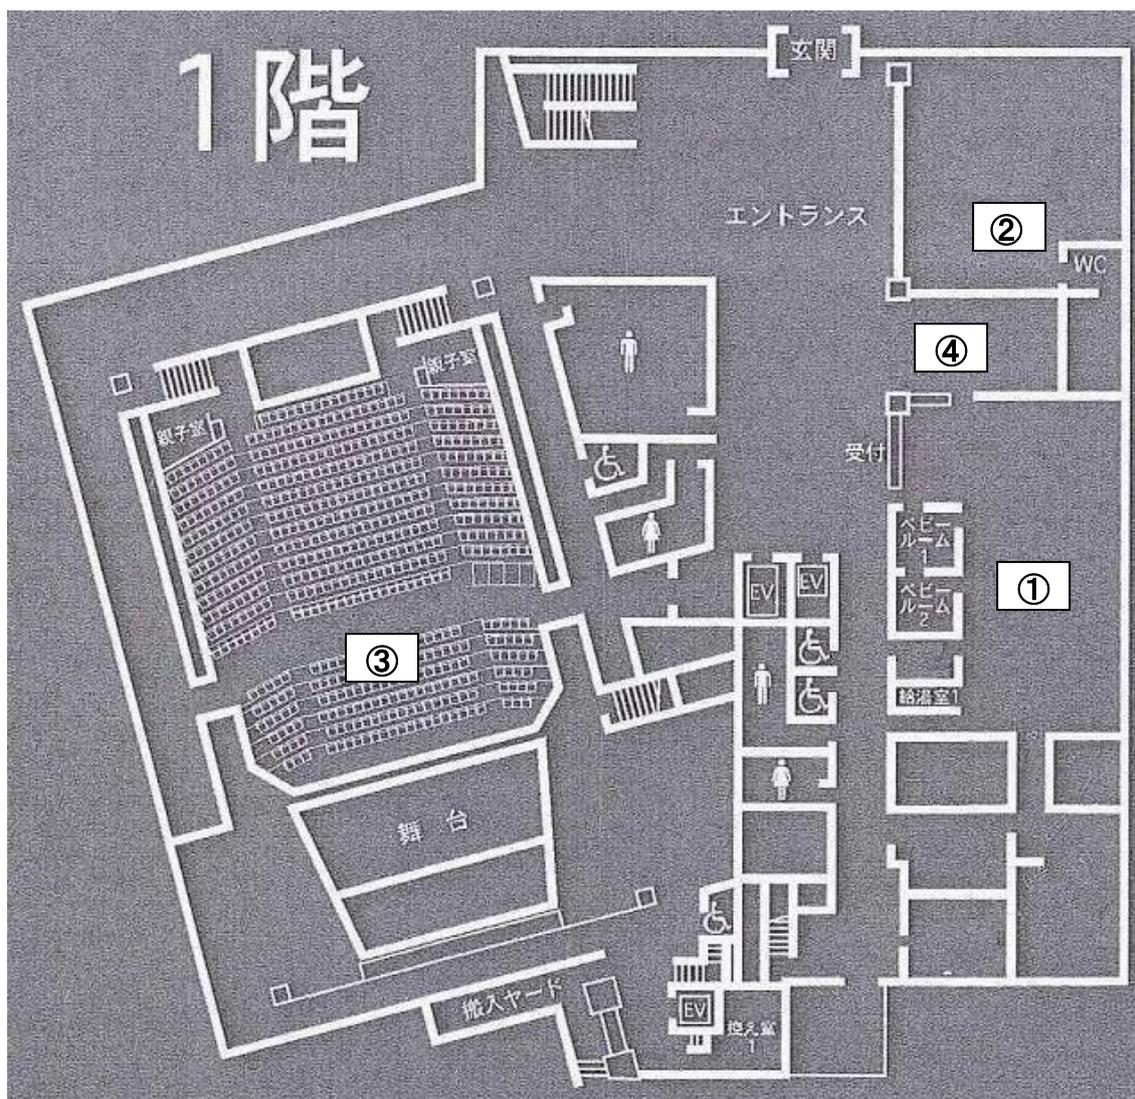 1階
玄関
エントランス
②
WC
④
親子室
親子室
受付
ベビー
ルーム
1
ベビー
ルーム
2
①
EV
EV
③
給湯室1
舞 台
搬入ヤード
EV
控え室
1